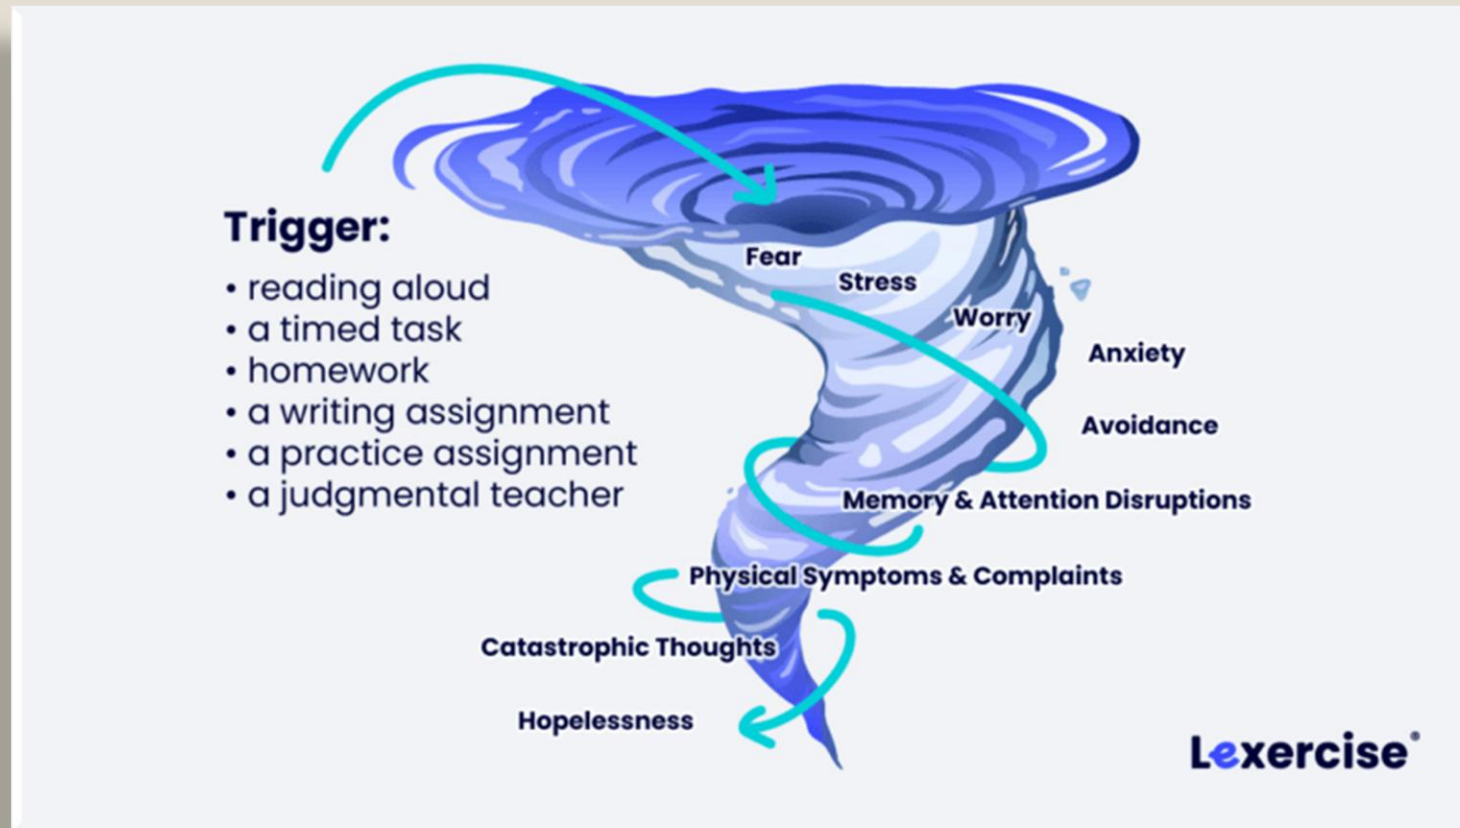 Trigger:
• reading aloud
• a timed task
• homework
• a writing assignment
• a practice assignment
• a judgmental teacher
Fear
Stress
Worry
Anxiety
Avoidance
Memory & Attention Disruptions
Physical Symptoms & Complaints
Catastrophic Thoughts
Hopelessness
Lexercise®